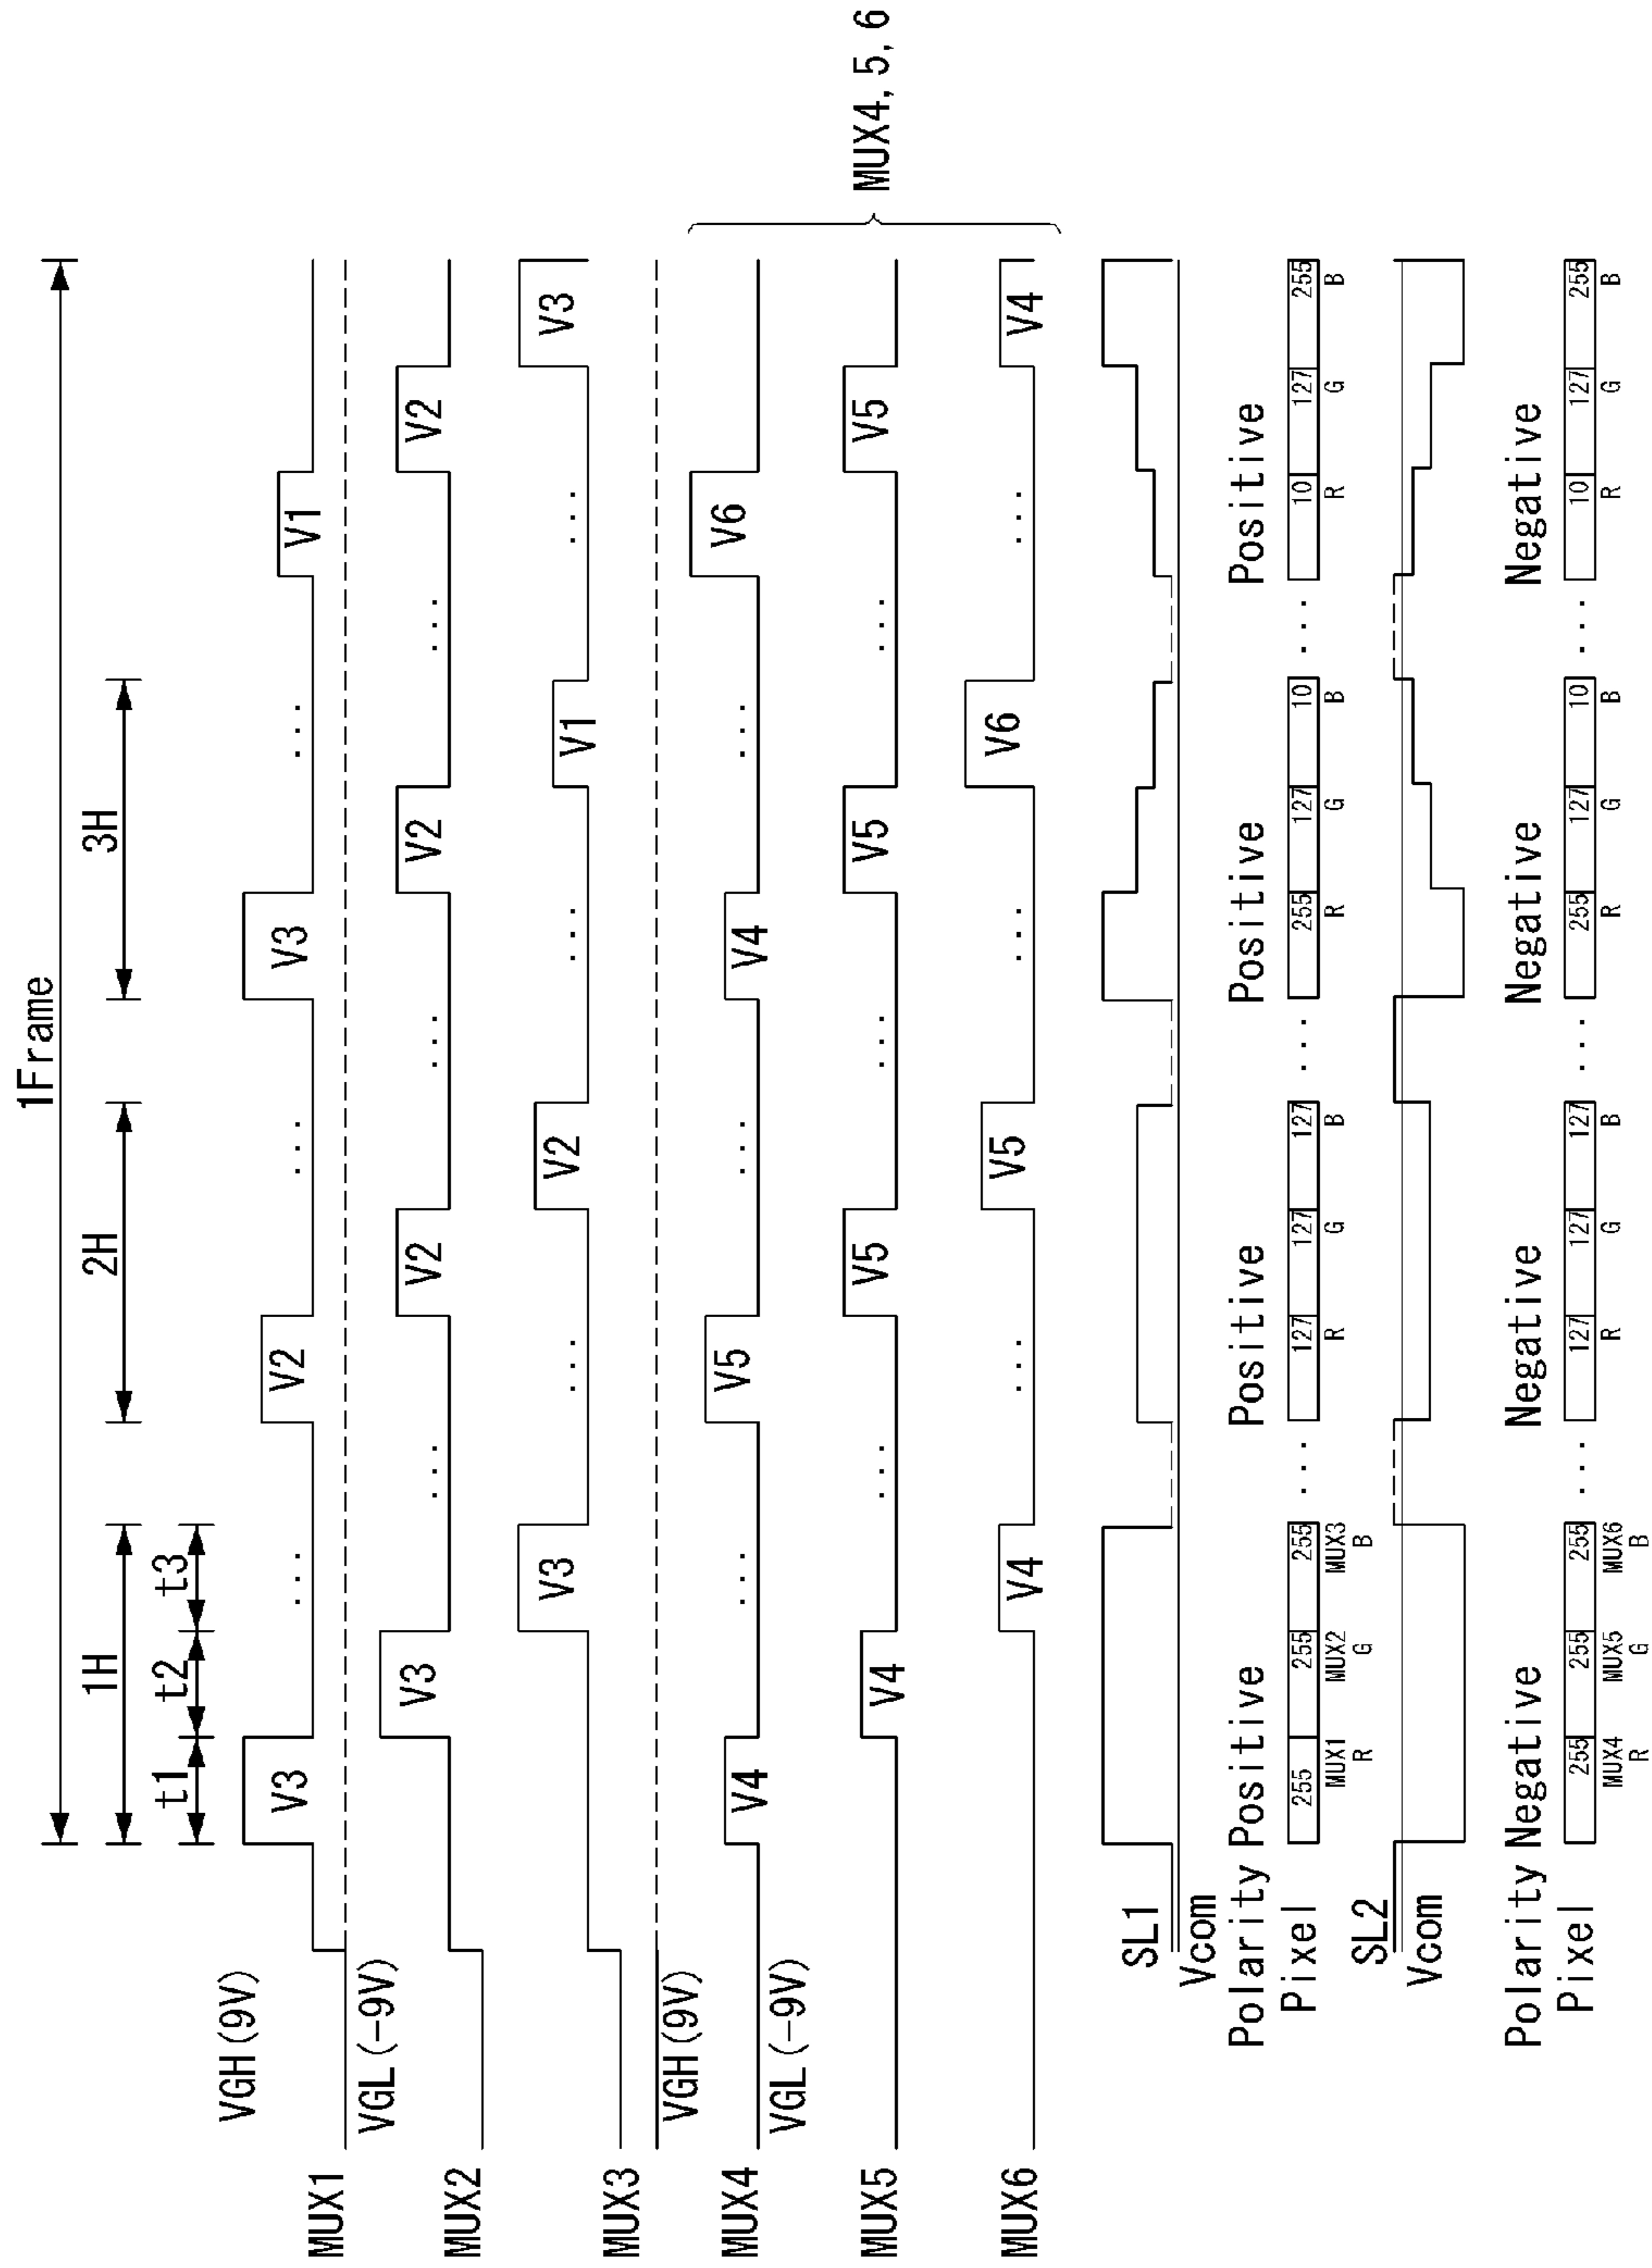 1Frame
1H 2H 3H
t1 t2 t3
VGH(9V)
V3 ... V2 ... V3 ... V1
MUX1
VGL(-9V)
V3 ... V2 ... V2 ... V2
MUX2
V3 ... V2 ... V1 ... V3
MUX3
VGH(9V)
V4 ... V5 ... V4 ... V6
MUX4
VGL(-9V)
V4 ... V5 ... V5 ... V5
MUX5
V4 ... V5 ... V6 ... V4
MUX6
MUX4, 5, 6
SL1
Vcom
Polarity Positive Positive Positive Positive
Pixel 255 255 255 ... 127 127 127 ... 255 127 10 ... 10 127 255
MUX1 MUX2 MUX3
R G B R G B R G B R G B
SL2
Vcom
Polarity Negative Negative Negative Negative
Pixel 255 255 255 ... 127 127 127 ... 255 127 10 ... 10 127 255
MUX4 MUX5 MUX6
R G B R G B R G B R G B